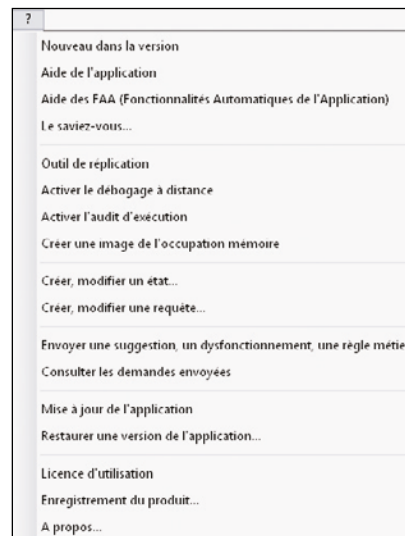 ?
Nouveau dans la version
Aide de l'application
Aide des FAA (Fonctionnalités Automatiques de l'Application)
Le saviez-vous...
Outil de réplication
Activer le débogage à distance
Activer l'audit d'exécution
Créer une image de l'occupation mémoire
Créer, modifier un état...
Créer, modifier une requête...
Envoyer une suggestion, un dysfonctionnement, une règle métie
Consulter les demandes envoyées
Mise à jour de l'application
Restaurer une version de l'application...
Licence d'utilisation
Enregistrement du produit...
A propos...